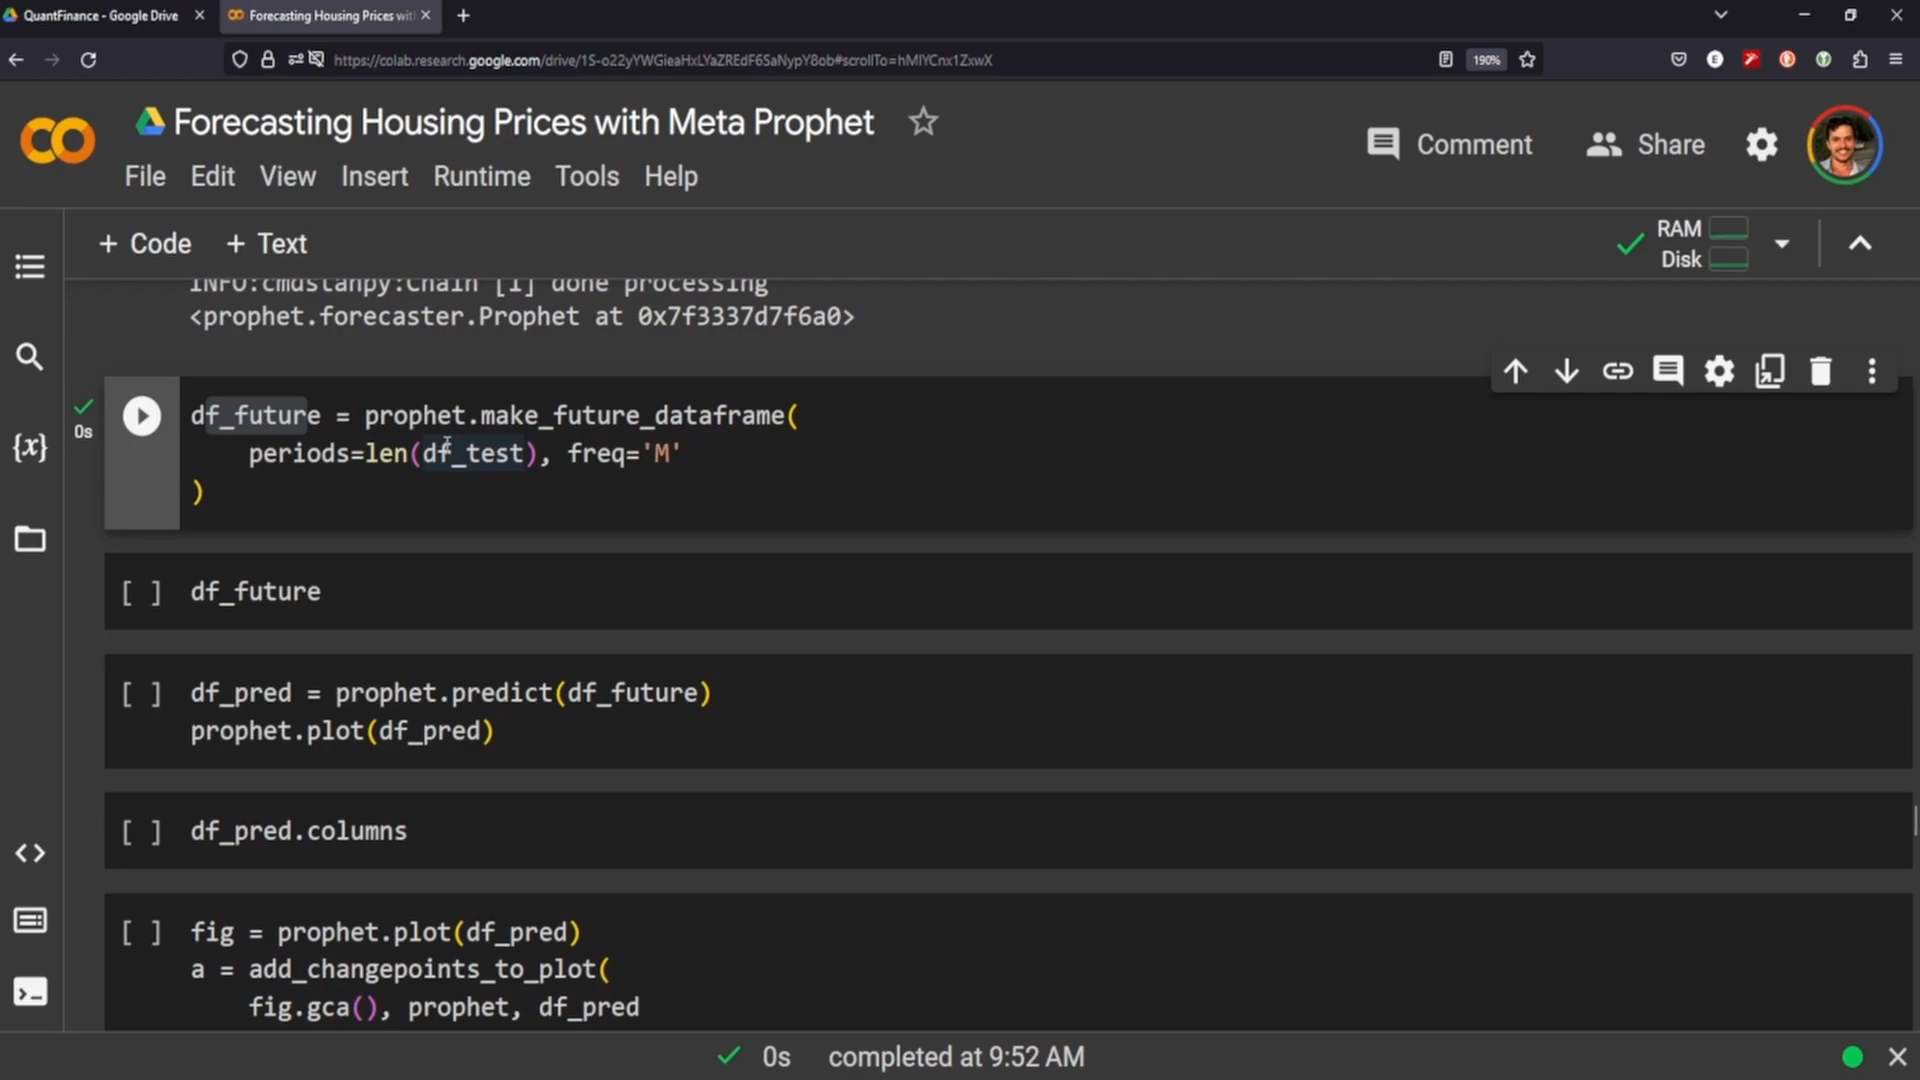 QuantFinance - Google Drive
Forecasting Housing Prices wit
https://colab.research.google.com/drive/1S-o22yYWGieaHxLYaZREdF6SaNypY8ob#scrollTo=hMlYCnx1ZxwX
190%
Forecasting Housing Prices with Meta Prophet
Comment
Share
File Edit View Insert Runtime Tools Help
+ Code + Text
RAM
Disk
INFO:cmdstanpy:Chain [1] done processing
<prophet.forecaster.Prophet at 0x7f3337d7f6a0>
df_future = prophet.make_future_dataframe(
0s
periods=len(df_test), freq='M'
)
{x}
[ ] df_future
[ ] df_pred = prophet.predict(df_future)
prophet.plot(df_pred)
[ ] df_pred.columns
[ ] fig = prophet.plot(df_pred)
a = add_changepoints_to_plot(
fig.gca(), prophet, df_pred
0s completed at 9:52 AM